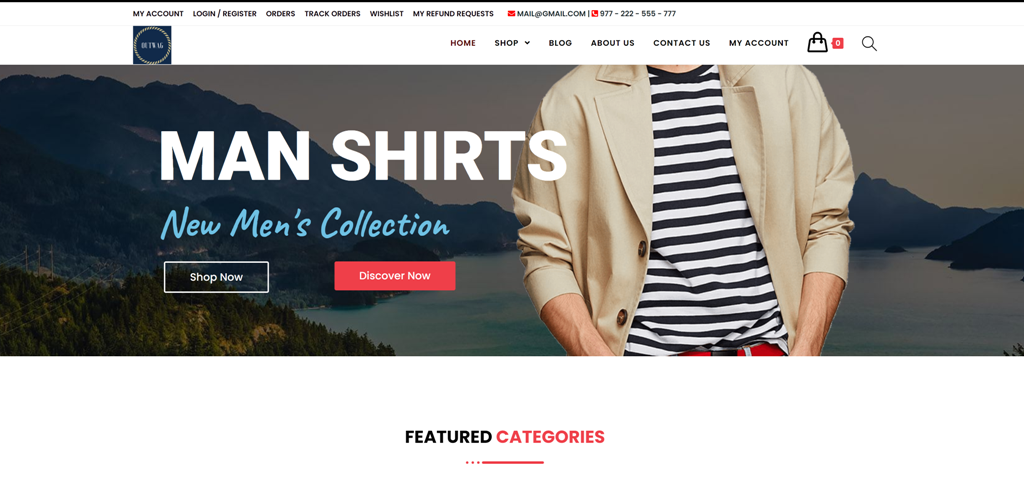 MY ACCOUNT LOGIN / REGISTER ORDERS TRACK ORDERS WISHLIST MY REFUND REQUESTS MAIL@GMAIL.COM | 977 - 222 - 555 - 777
OUTWAG
HOME SHOP BLOG ABOUT US CONTACT US MY ACCOUNT 0
MAN SHIRTS
New Men's Collection
Shop Now Discover Now
FEATURED CATEGORIES